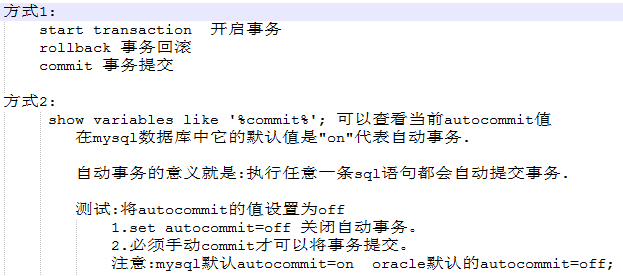 方式1:
start transaction  开启事务
rollback 事务回滚
commit 事务提交
方式2:
show variables like '%commit%'; 可以查看当前autocommit值
在mysql数据库中它的默认值是"on"代表自动事务.
自动事务的意义就是:执行任意一条sql语句都会自动提交事务.
测试:将autocommit的值设置为off
1.set autocommit=off 关闭自动事务。
2.必须手动commit才可以将事务提交。
注意:mysql默认autocommit=on  oracle默认的autocommit=off;